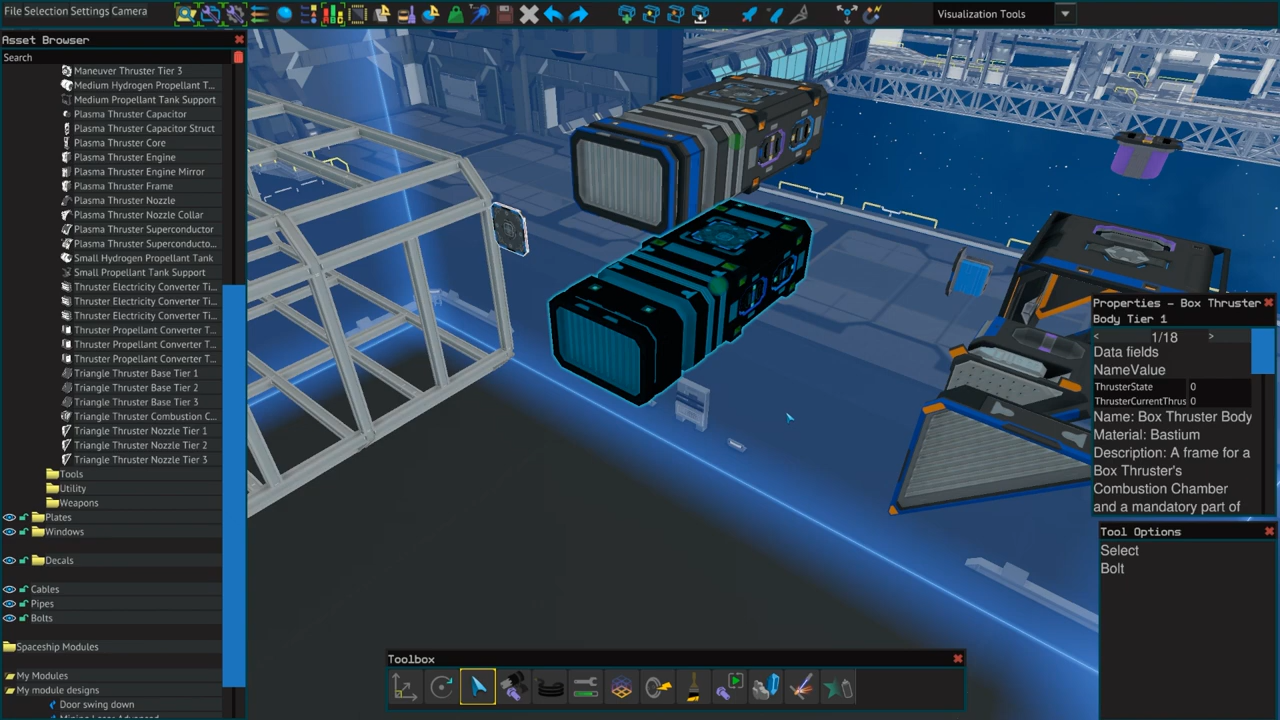 File Selection Settings Camera
Visualization Tools
Asset Browser
Search
Maneuver Thruster Tier 3
Medium Hydrogen Propellant T...
Medium Propellant Tank Support
Plasma Thruster Capacitor
Plasma Thruster Capacitor Struct
Plasma Thruster Core
Plasma Thruster Engine
Plasma Thruster Engine Mirror
Plasma Thruster Frame
Plasma Thruster Nozzle
Plasma Thruster Nozzle Collar
Plasma Thruster Superconductor
Plasma Thruster Superconducto...
Small Hydrogen Propellant Tank
Small Propellant Tank Support
Thruster Electricity Converter Ti...
Thruster Electricity Converter Ti...
Thruster Electricity Converter Ti...
Thruster Propellant Converter T...
Thruster Propellant Converter T...
Thruster Propellant Converter T...
Triangle Thruster Base Tier 1
Triangle Thruster Base Tier 2
Triangle Thruster Base Tier 3
Triangle Thruster Combustion C...
Triangle Thruster Nozzle Tier 1
Triangle Thruster Nozzle Tier 2
Triangle Thruster Nozzle Tier 3
Tools
Utility
Weapons
Plates
Windows
Decals
Cables
Pipes
Bolts
Spaceship Modules
My Modules
My module designs
Door swing down
Mining Laser Advanced
Properties - Box Thruster
Body Tier 1
< 1/18 >
Data fields
NameValue
ThrusterState 0
ThrusterCurrentThrus 0
Name: Box Thruster Body
Material: Bastium
Description: A frame for a
Box Thruster's
Combustion Chamber
and a mandatory part of
Tool Options
Select
Bolt
Toolbox